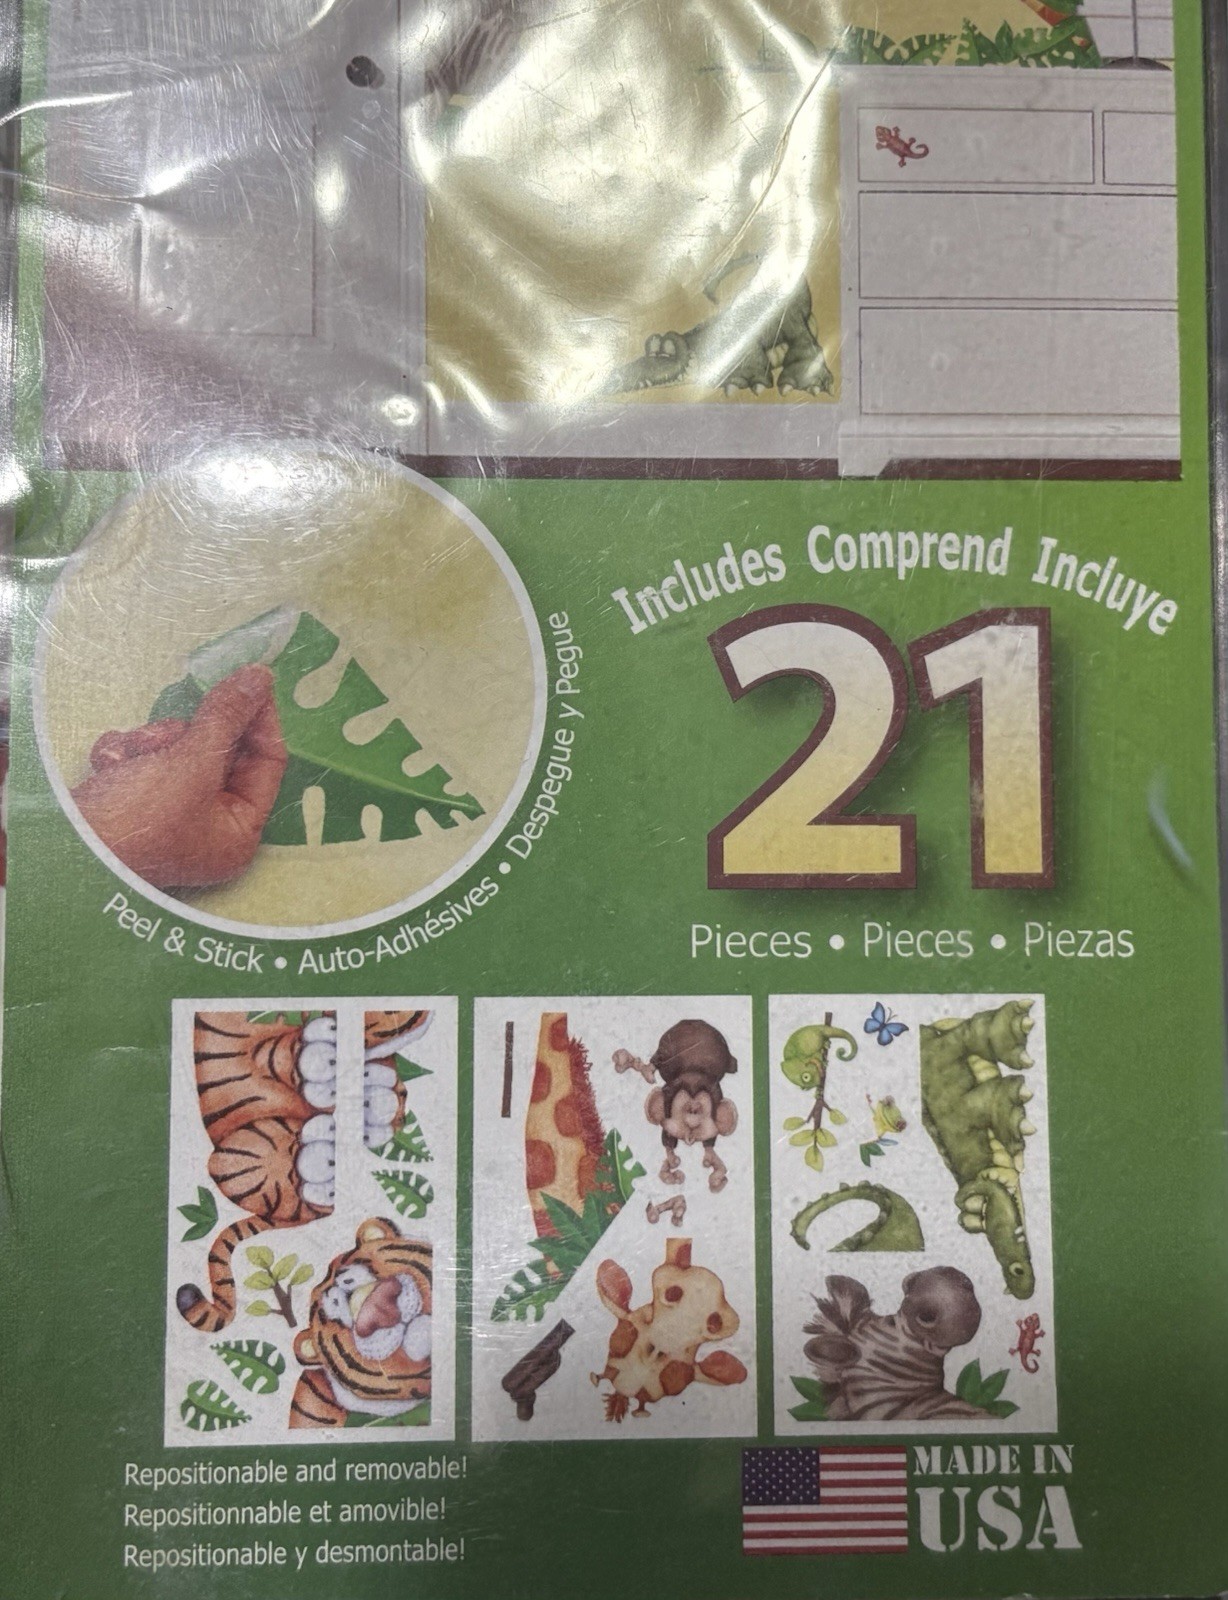 Includes Comprend Incluye
21
Pieces • Pieces • Piezas
Peel & Stick • Auto-Adhésives • Despegue y Pegue
Repositionable and removable!
Repositionnable et amovible!
Repositionable y desmontable!
MADE IN
USA